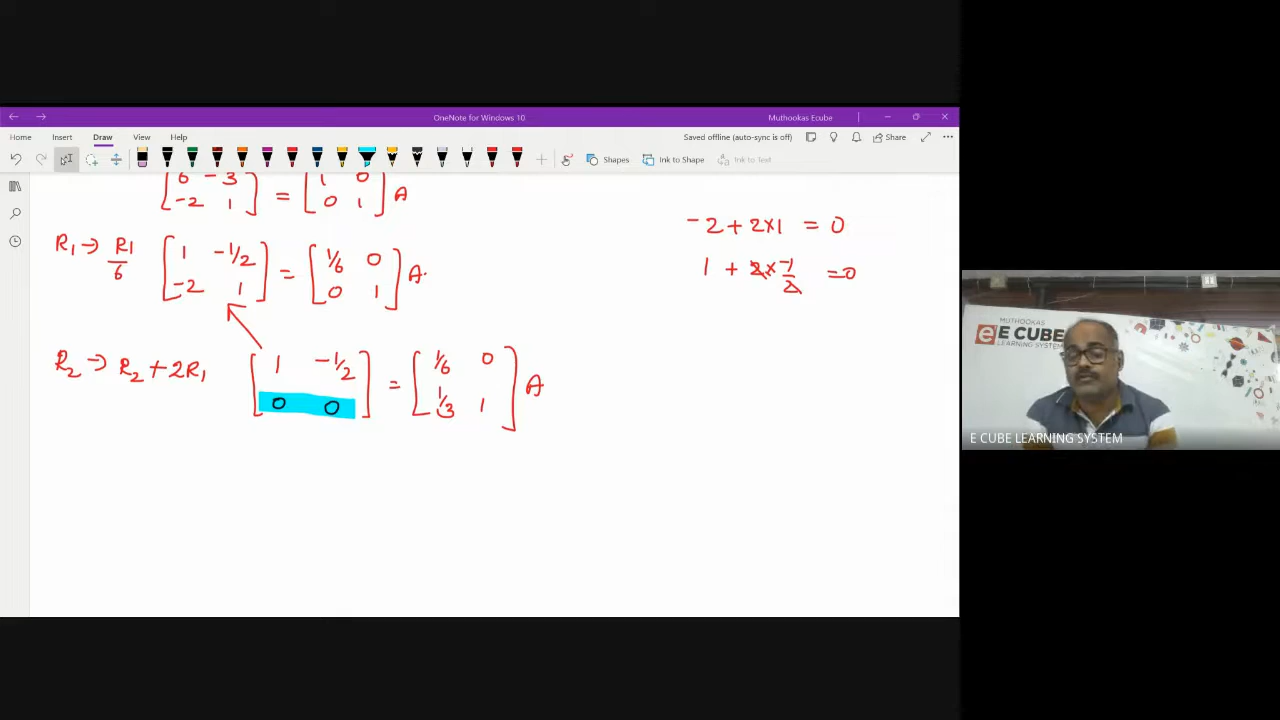 OneNote for Windows 10
Muthookas Ecube
Home Insert Draw View Help
Saved offline (auto-sync is off)
Share
Shapes
Ink to Shape
Ink to Text
[6 -3
-2 1] = [1 0
0 1] A
R1 → R1/6 [1 -1/2
-2 1] = [1/6 0
0 1] A.
R2 → R2 + 2R1 [1 -1/2
0 0] = [1/6 0
1/3 1] A
-2 + 2×1 = 0
1 + 2×-1/2 = 0
MUTHOOKAS
e E CUBE
LEARNING SYSTEM
E CUBE LEARNING SYSTEM